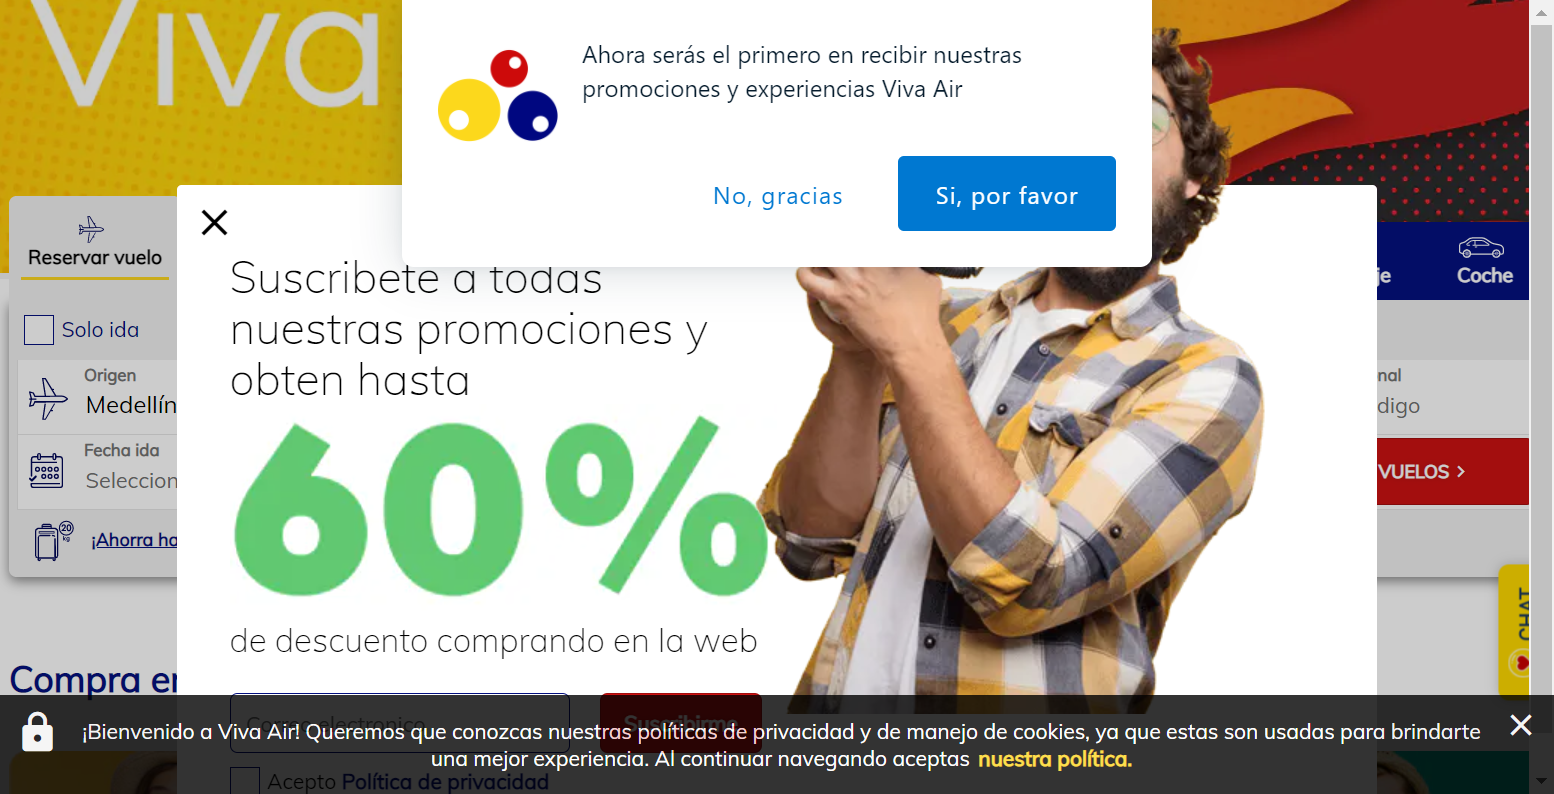 Viva
Ahora serás el primero en recibir nuestras
promociones y experiencias Viva Air
No, gracias
Si, por favor
Reservar vuelo
Coche
Suscribete a todas
nuestras promociones y
obten hasta
60%
de descuento comprando en la web
Solo ida
Origen
Medellín
Fecha ida
Seleccion
20
kg
¡Ahorra ha
VUELOS >
CHAT
Compra en
Correo electronico
Suscribirme
¡Bienvenido a Viva Air! Queremos que conozcas nuestras políticas de privacidad y de manejo de cookies, ya que estas son usadas para brindarte
una mejor experiencia. Al continuar navegando aceptas nuestra política.
Acepto Política de privacidad